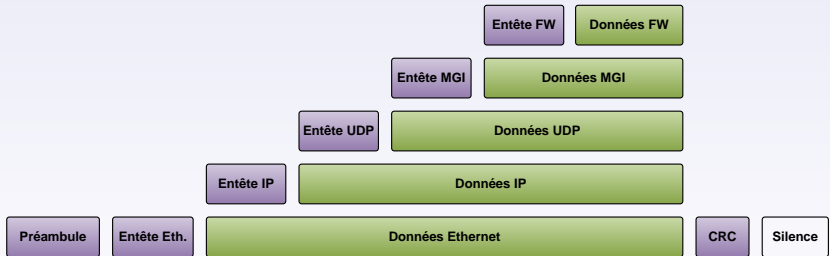 Entête FW Données FW
Entête MGI Données MGI
Entête UDP Données UDP
Entête IP Données IP
Préambule Entête Eth. Données Ethernet CRC Silence